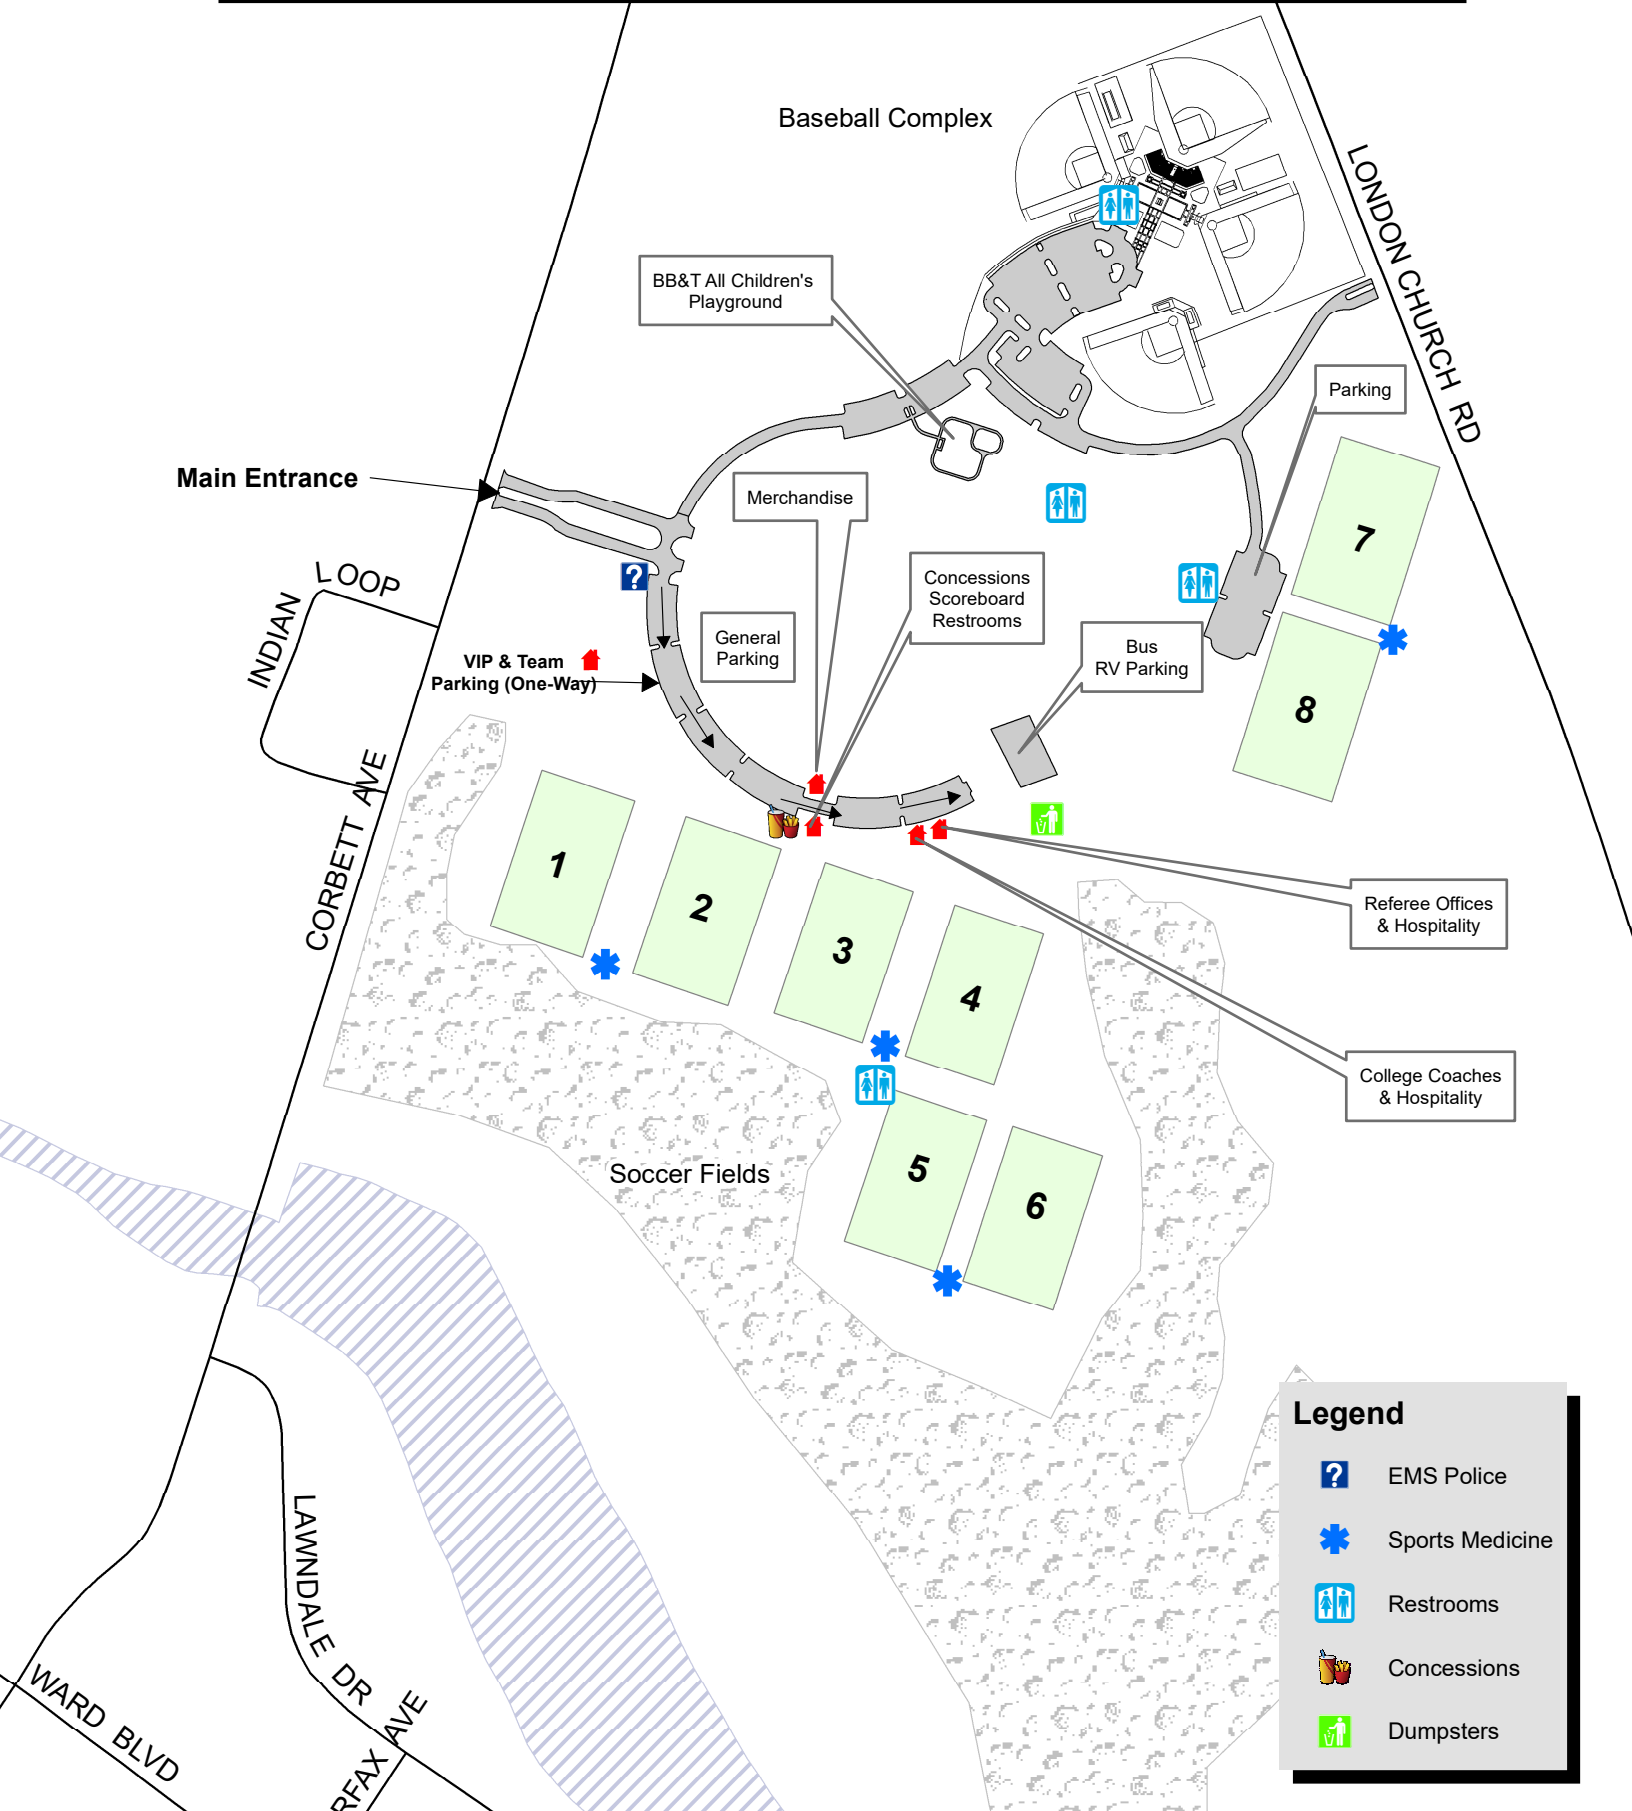 Baseball Complex
LONDON CHURCH RD
BB&T All Children's
Playground
Parking
Main Entrance
Merchandise
7
Concessions
Scoreboard
Restrooms
?
LOOP
INDIAN
General
Parking
Bus
RV Parking
VIP & Team
Parking (One-Way)
8
CORBETT AVE
1
2
3
4
Referee Offices
& Hospitality
College Coaches
& Hospitality
5
6
Soccer Fields
Legend
? EMS Police
Sports Medicine
Restrooms
Concessions
Dumpsters
LAWNDALE DR
WARD BLVD
RFAX AVE